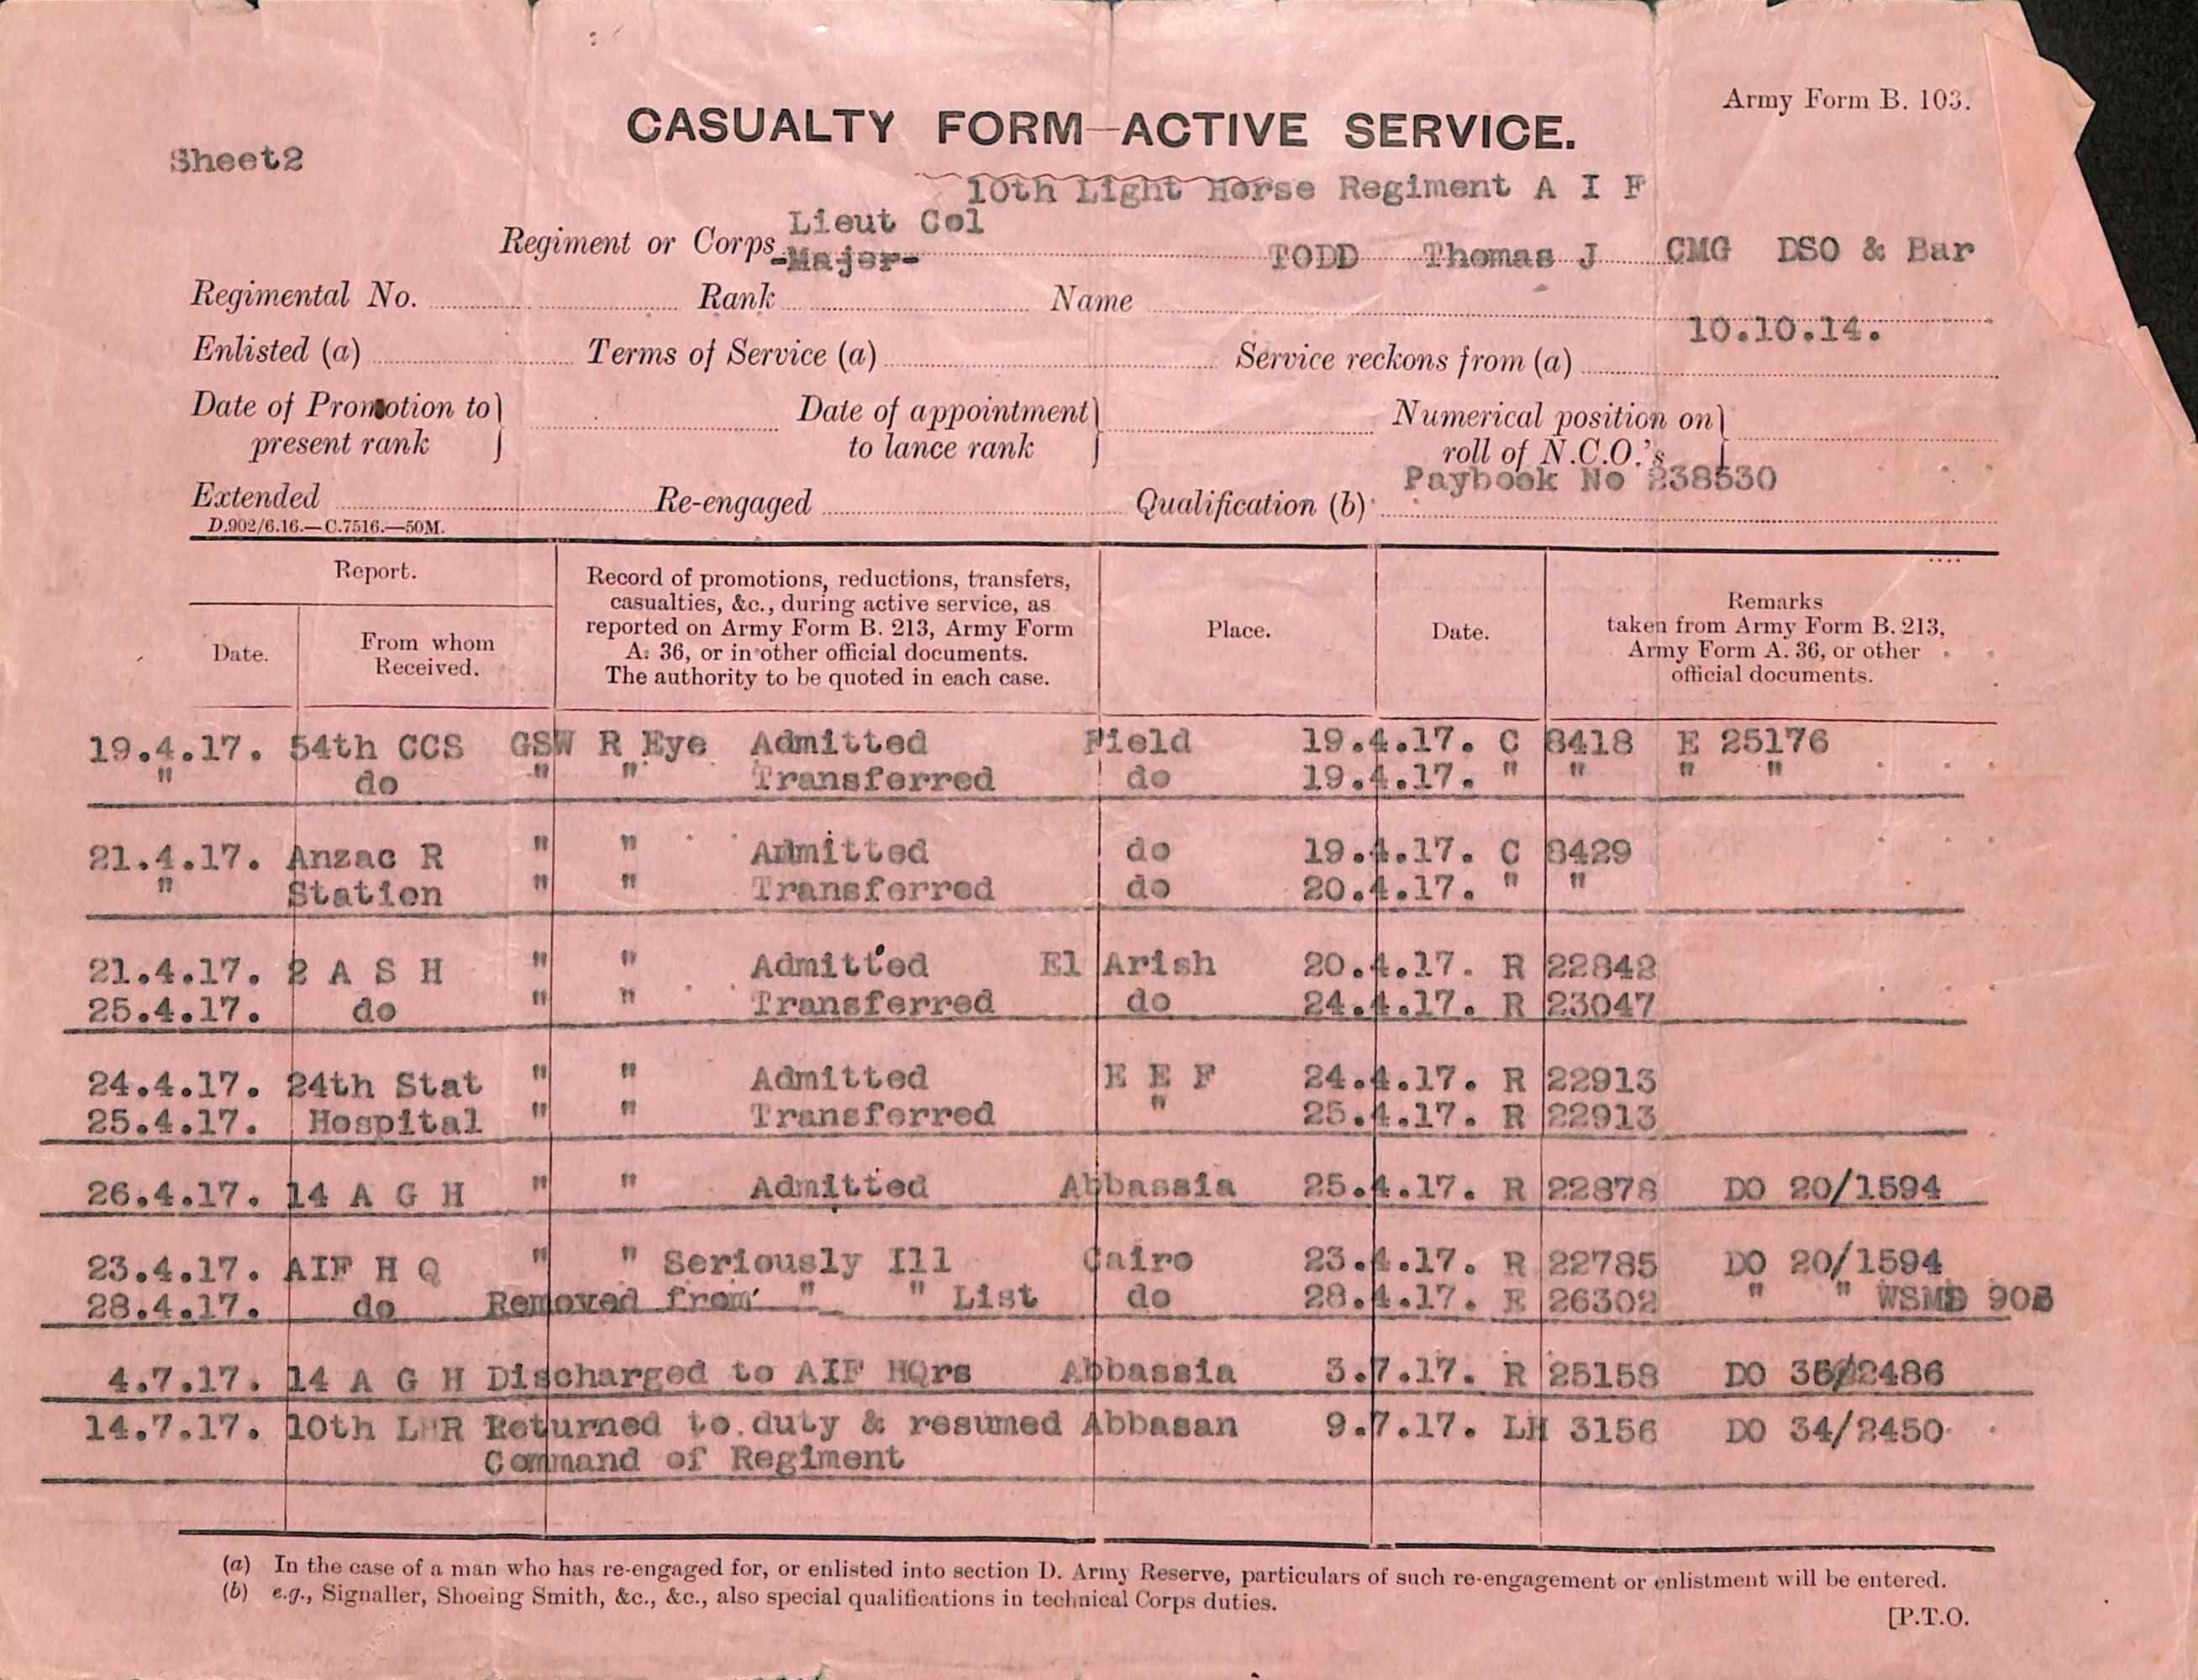 Army Form B. 103.
CASUALTY FORM—ACTIVE SERVICE.
Sheet2
10th Light Horse Regiment A I F
Lieut Col
Regiment or Corps -Major- TODD Thomas J CMG DSO & Bar
Regimental No. Rank Name
10.10.14.
Enlisted (a) Terms of Service (a) Service reckons from (a)
Date of Promotion to } Date of appointment } Numerical position on }
present rank to lance rank roll of N.C.O.'s
Paybook No 238530
Extended Re-engaged Qualification (b)
D.902/6.16.—C.7516.—50M.
Report.
Date.
From whom
Received.
Record of promotions, reductions, transfers,
casualties, &c., during active service, as
reported on Army Form B. 213, Army Form
A. 36, or in other official documents.
The authority to be quoted in each case.
Place.
Date.
Remarks
taken from Army Form B. 213,
Army Form A. 36, or other
official documents.
19.4.17. 54th CCS GSW R Eye Admitted Field 19.4.17. C 8418 E 25176
" do " " Transferred do 19.4.17. " " " "
21.4.17. Anzac R " " Admitted do 19.4.17. C 8429
" Station " " Transferred do 20.4.17. " "
21.4.17. 2 A S H " " Admitted El Arish 20.4.17. R 22842
25.4.17. do " " Transferred do 24.4.17. R 23047
24.4.17. 24th Stat " " Admitted E E F 24.4.17. R 22913
25.4.17. Hospital " " Transferred " 25.4.17. R 22913
26.4.17. 14 A G H " " Admitted Abbassia 25.4.17. R 22878 DO 20/1594
23.4.17. AIF H Q " " Seriously Ill Cairo 23.4.17. R 22785 DO 20/1594
28.4.17. do Removed from " " List do 28.4.17. E 26302 " " WSMD
4.7.17. 14 A G H Discharged to AIF HQrs Abbassia 3.7.17. R 25158 DO
14.7.17. 10th LHR Returned to duty & resumed Abbasan 9.7.17. LH 3156 DO 34/2450
Command of Regiment
(a) In the case of a man who has re-engaged for, or enlisted into section D. Army Reserve, particulars of such re-engagement or enlistment will be entered.
(b) e.g., Signaller, Shoeing Smith, &c., &c., also special qualifications in technical Corps duties.
[P.T.O.